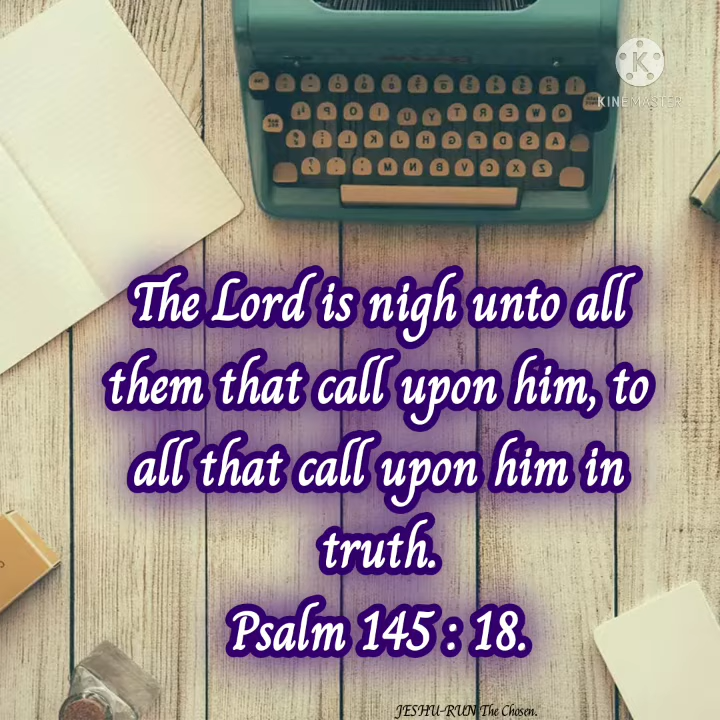 K
KINEMASTER
The Lord is nigh unto all
them that call upon him, to
all that call upon him in
truth.
Psalm 145 : 18.
JESHU-RUN The Chosen.